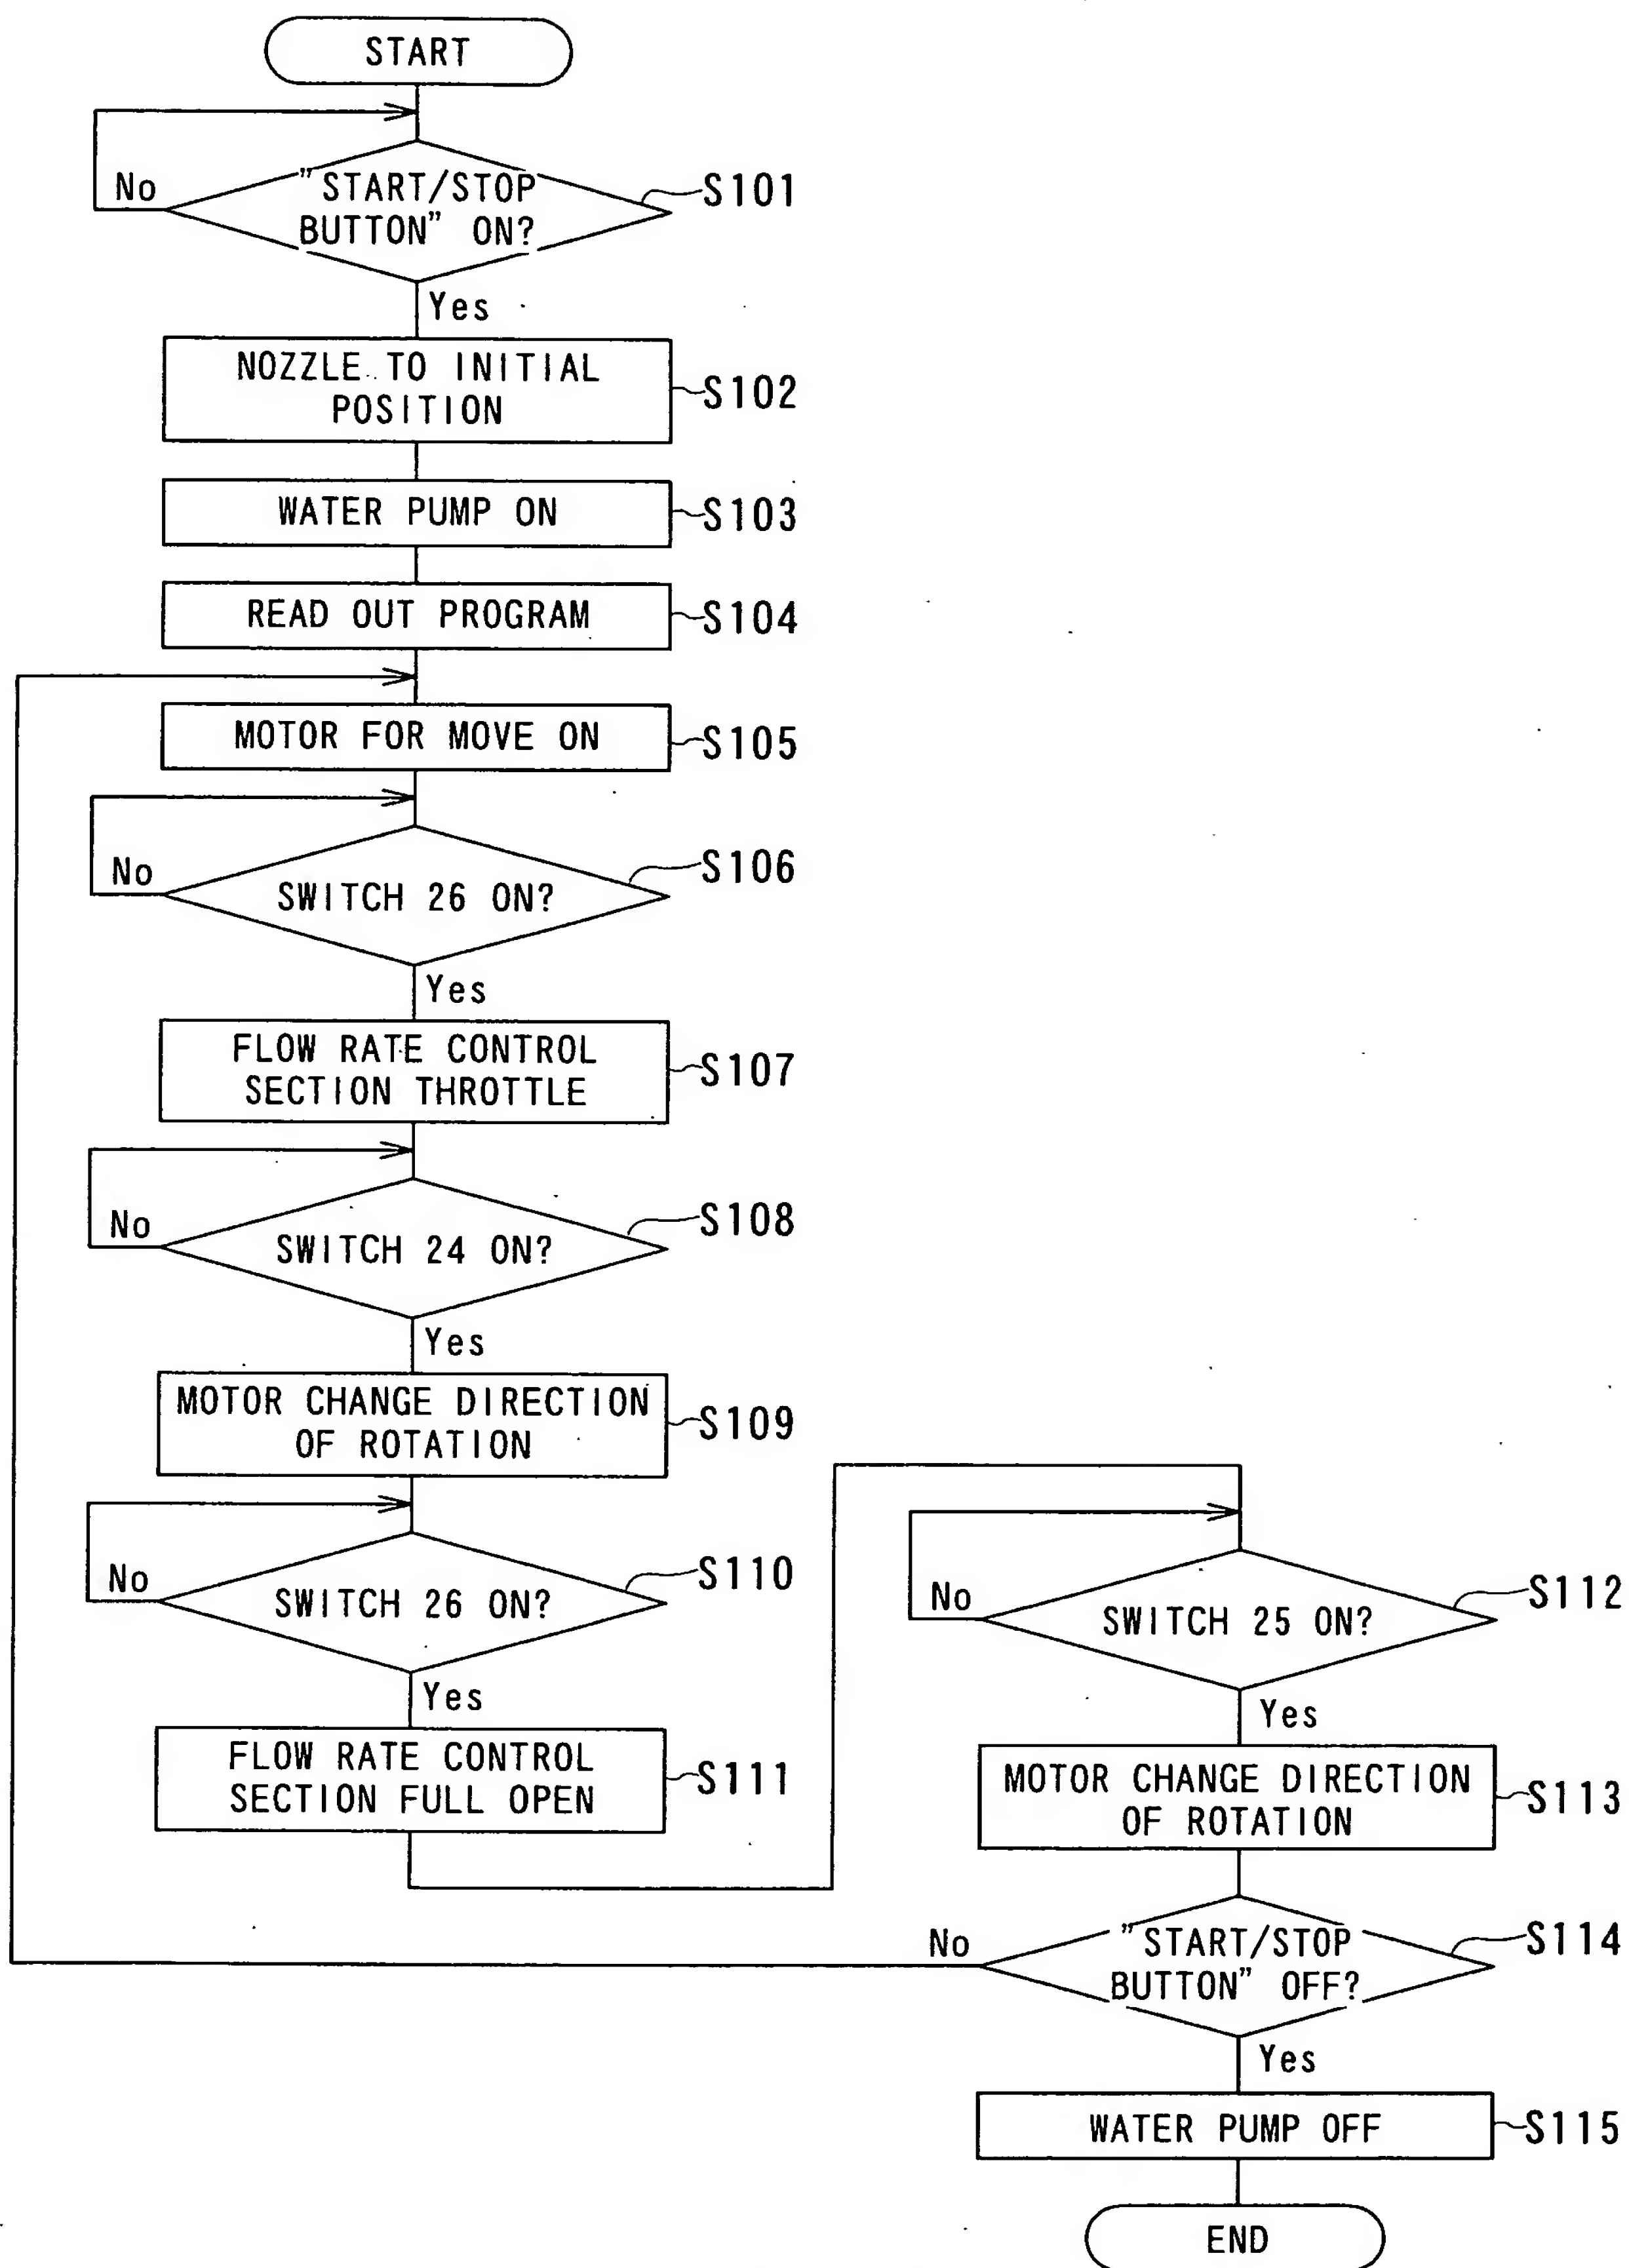 START
No
"START/STOP
BUTTON" ON?
S101
Yes
NOZZLE TO INITIAL
POSITION
S102
WATER PUMP ON
S103
READ OUT PROGRAM
S104
MOTOR FOR MOVE ON
S105
No
SWITCH 26 ON?
S106
Yes
FLOW RATE CONTROL
SECTION THROTTLE
S107
No
SWITCH 24 ON?
S108
Yes
MOTOR CHANGE DIRECTION
OF ROTATION
S109
No
SWITCH 26 ON?
S110
Yes
FLOW RATE CONTROL
SECTION FULL OPEN
S111
No
SWITCH 25 ON?
S112
Yes
MOTOR CHANGE DIRECTION
OF ROTATION
S113
No
"START/STOP
BUTTON" OFF?
S114
Yes
WATER PUMP OFF
S115
END